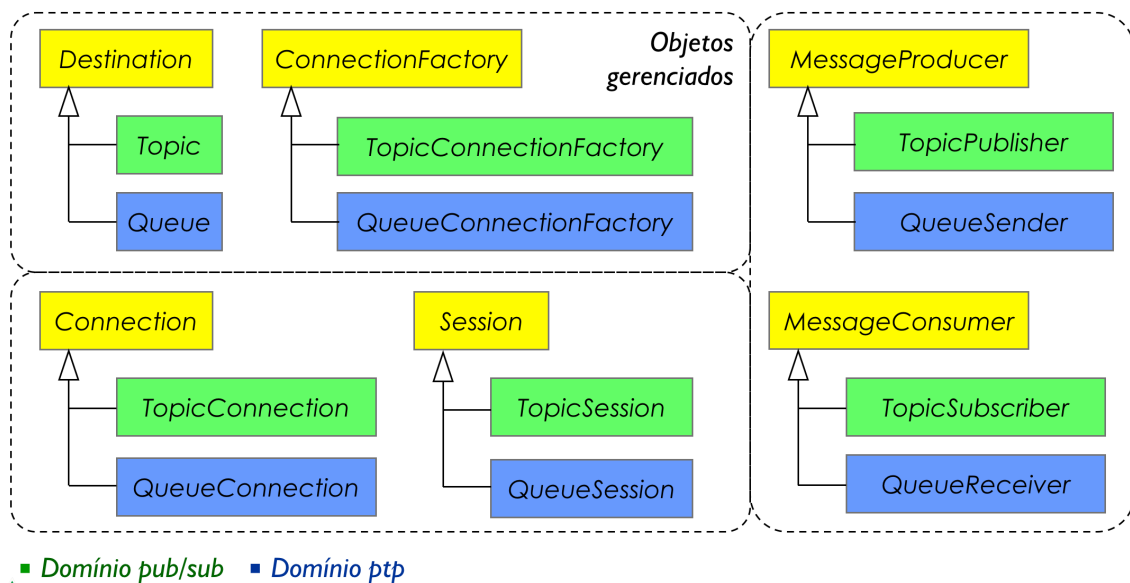 Destination
ConnectionFactory
Objetos
gerenciados
Topic
TopicConnectionFactory
Queue
QueueConnectionFactory
MessageProducer
TopicPublisher
QueueSender
Connection
Session
TopicConnection
TopicSession
QueueConnection
QueueSession
MessageConsumer
TopicSubscriber
QueueReceiver
Domínio pub/sub
Domínio ptp